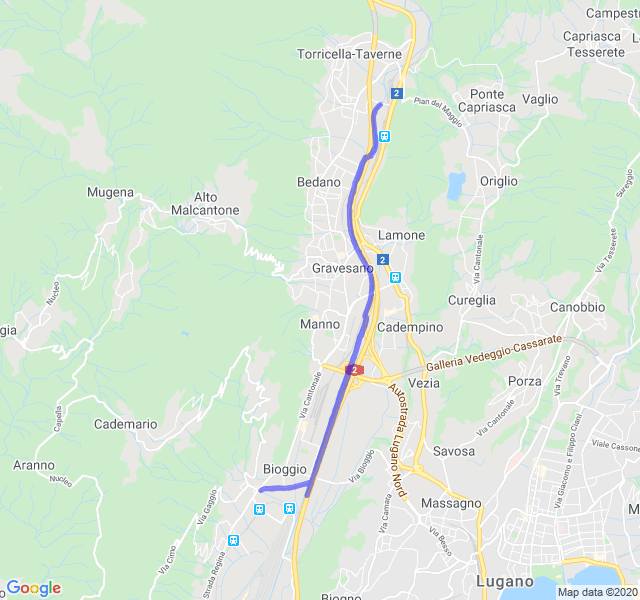 Campestr
Capriasca
Tesserete
Torricella-Taverne
2
Ponte
Capriasca
Vaglio
Pian del Maggio
Sureggio
Bedano
Origlio
Mugena
Alto
Malcantone
Lamone
Via Cantonale
Via Tesserete
2
Gravesano
Nucleo
Cureglia
Canobbio
gia
Manno
Cadempino
Galleria Vedeggio-Cassarate
2
Vezia
Porza
Via Trevano
Via Cantonale
Autostrada Lugano Nord
Capella
Cademario
Via Cantonale
Via Giacomo e Filippo Ciani
Viale Cassone
Savosa
Aranno
Bioggio
Via Bioggio
Nucleo
Via Gaggio
Via Camara
Massagno
Via Besso
Via Cimo
Strada Regina
Lugano
Biogno
Google
Map data ©2020